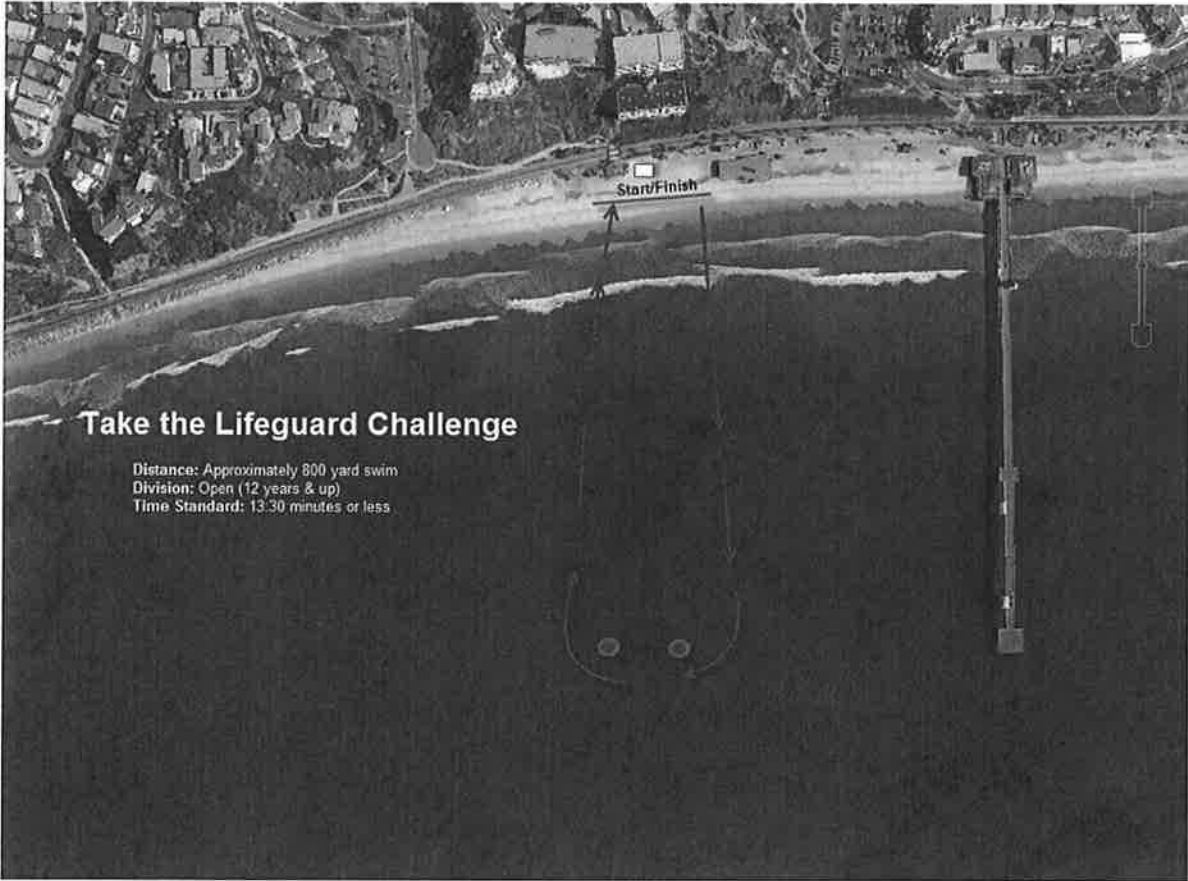 Start/Finish
Take the Lifeguard Challenge
Distance: Approximately 800 yard swim
Division: Open (12 years & up)
Time Standard: 13:30 minutes or less